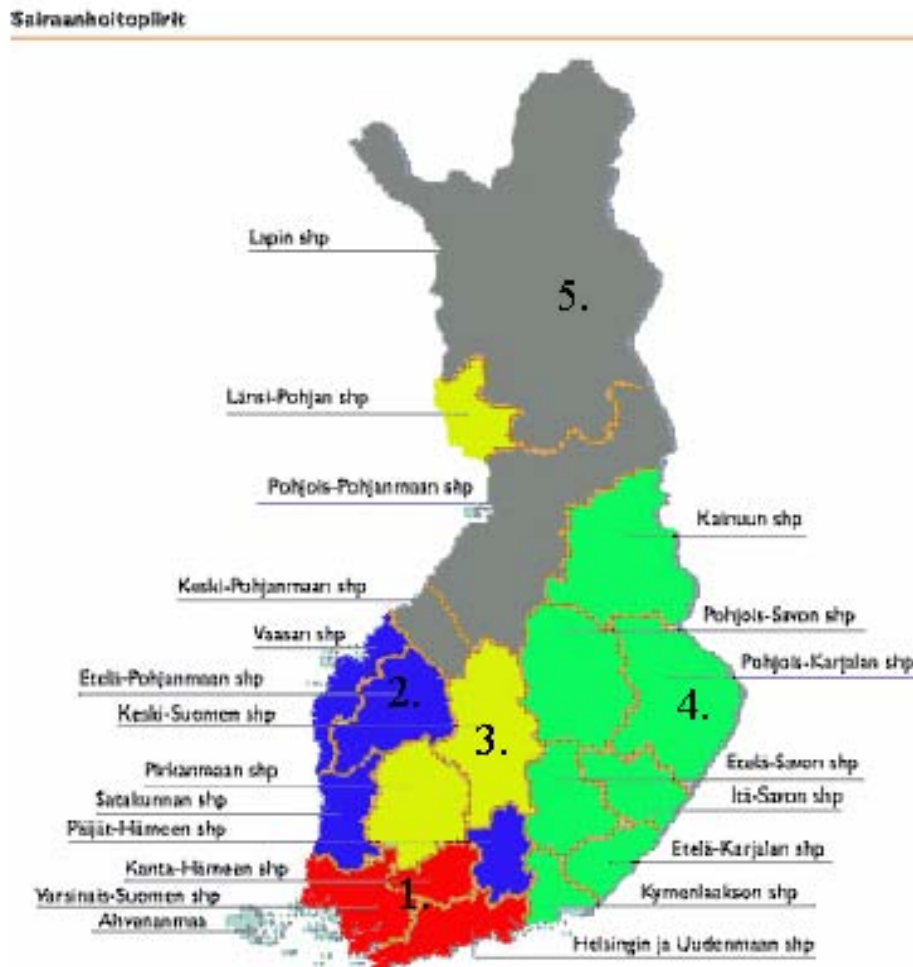 Sairaanhoitopiirit
Lapin shp
5.
Länsi-Pohjan shp
Pohjois-Pohjanmaan shp
Kainuun shp
Keski-Pohjanmaan shp
Pohjois-Savon shp
Vaasan shp
Pohjois-Karjalan shp
Etelä-Pohjanmaan shp
2.
4.
Keski-Suomen shp
3.
Etelä-Savon shp
Pirkanmaan shp
Itä-Savon shp
Satakunnan shp
Päijät-Hämeen shp
Etelä-Karjalan shp
Kanta-Hämeen shp
Kymenlaakson shp
Varsinais-Suomen shp
1.
Ahvenanmaa
Helsingin ja Uudenmaan shp